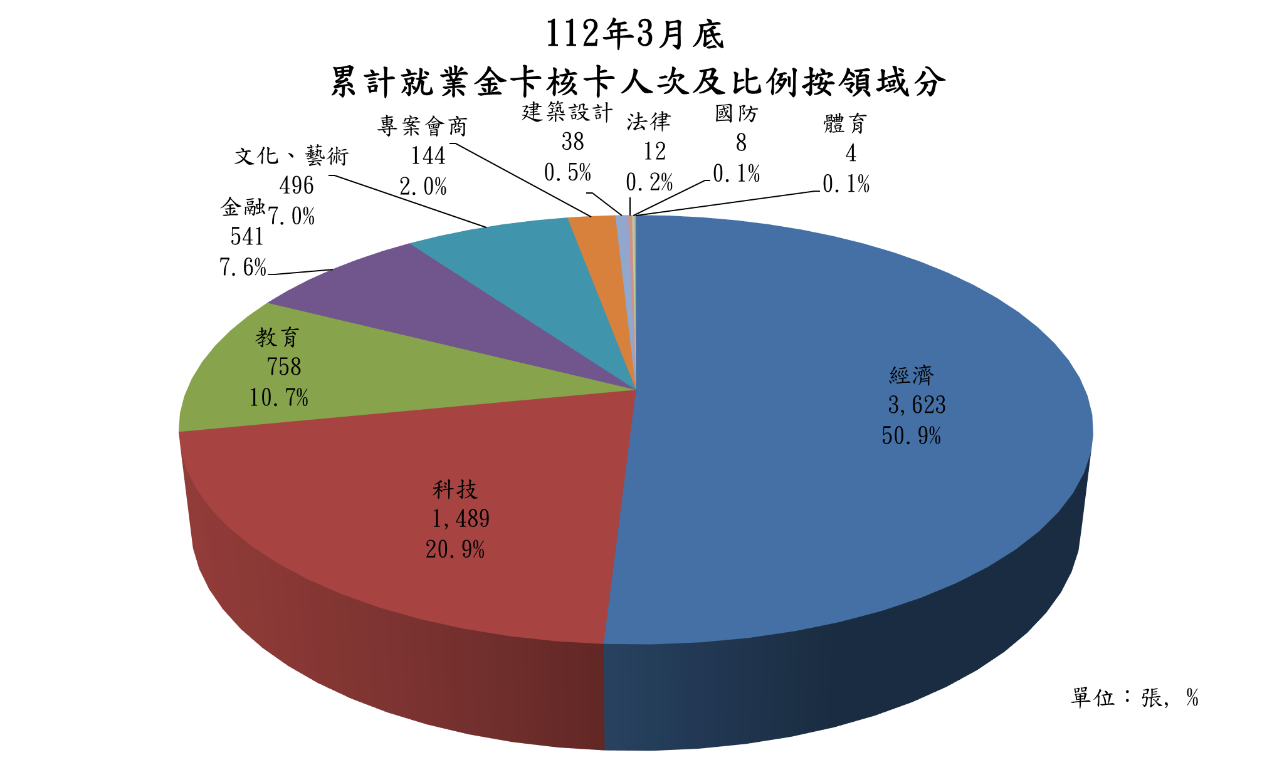 112年3月底
累計就業金卡核卡人次及比例按領域分
建築設計
38
0.5%
法律
12
0.2%
國防
8
0.1%
體育
4
0.1%
專案會商
144
2.0%
文化、藝術
496
7.0%
金融
541
7.6%
教育
758
10.7%
科技
1,489
20.9%
經濟
3,623
50.9%
單位：張, %